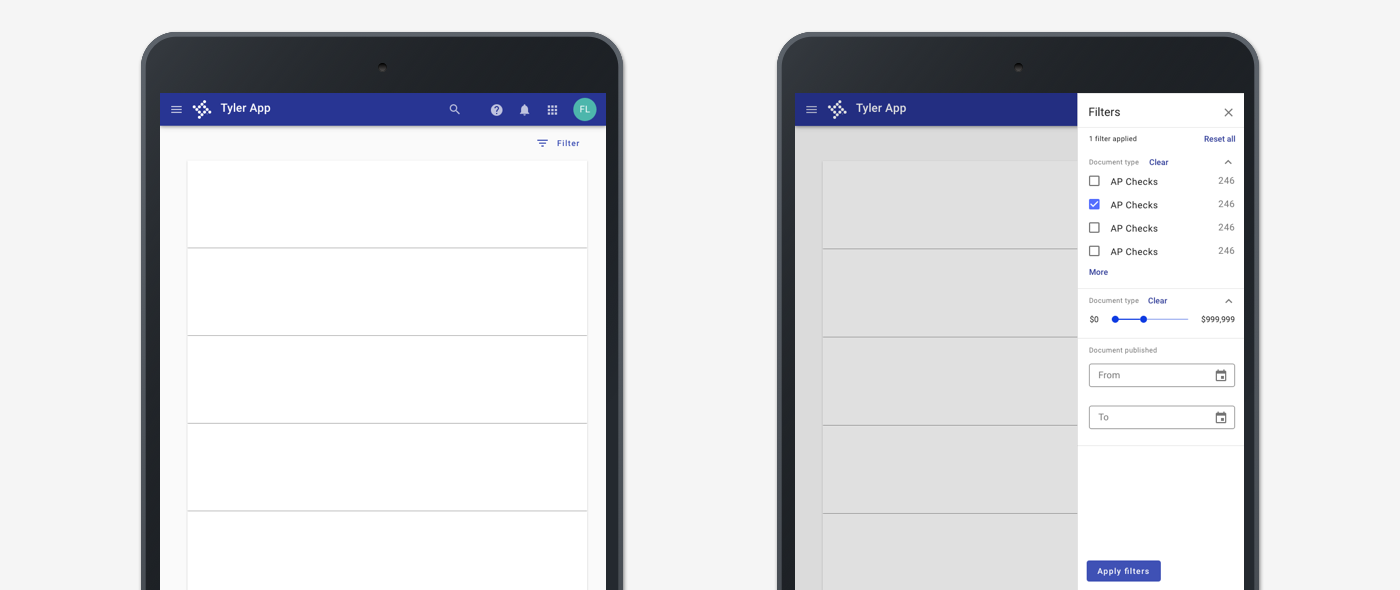 Tyler App
FL
Filter
Tyler App
Filters
1 filter applied Reset all
Document type Clear
AP Checks 246
AP Checks 246
AP Checks 246
AP Checks 246
More
Document type Clear
$0 $999,999
Document published
From
To
Apply filters